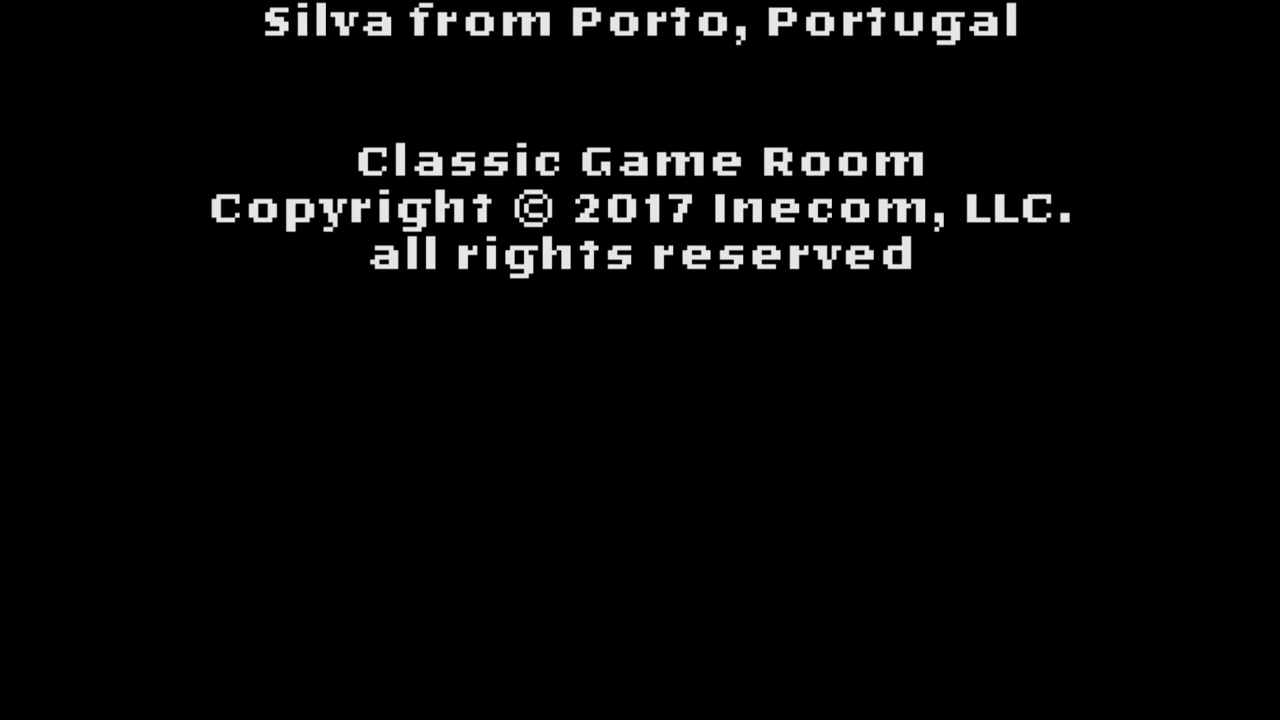 Silva from Porto, Portugal
Classic Game Room
Copyright © 2017 Inecom, LLC.
all rights reserved